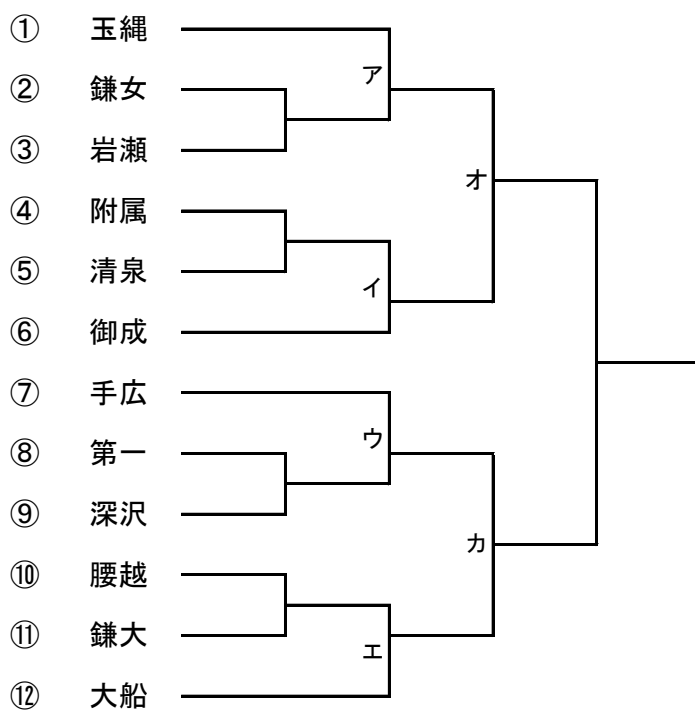 ① 玉縄
ア
② 鎌女
③ 岩瀬
オ
④ 附属
⑤ 清泉
イ
⑥ 御成
⑦ 手広
ウ
⑧ 第一
⑨ 深沢
カ
⑩ 腰越
⑪ 鎌大
エ
⑫ 大船